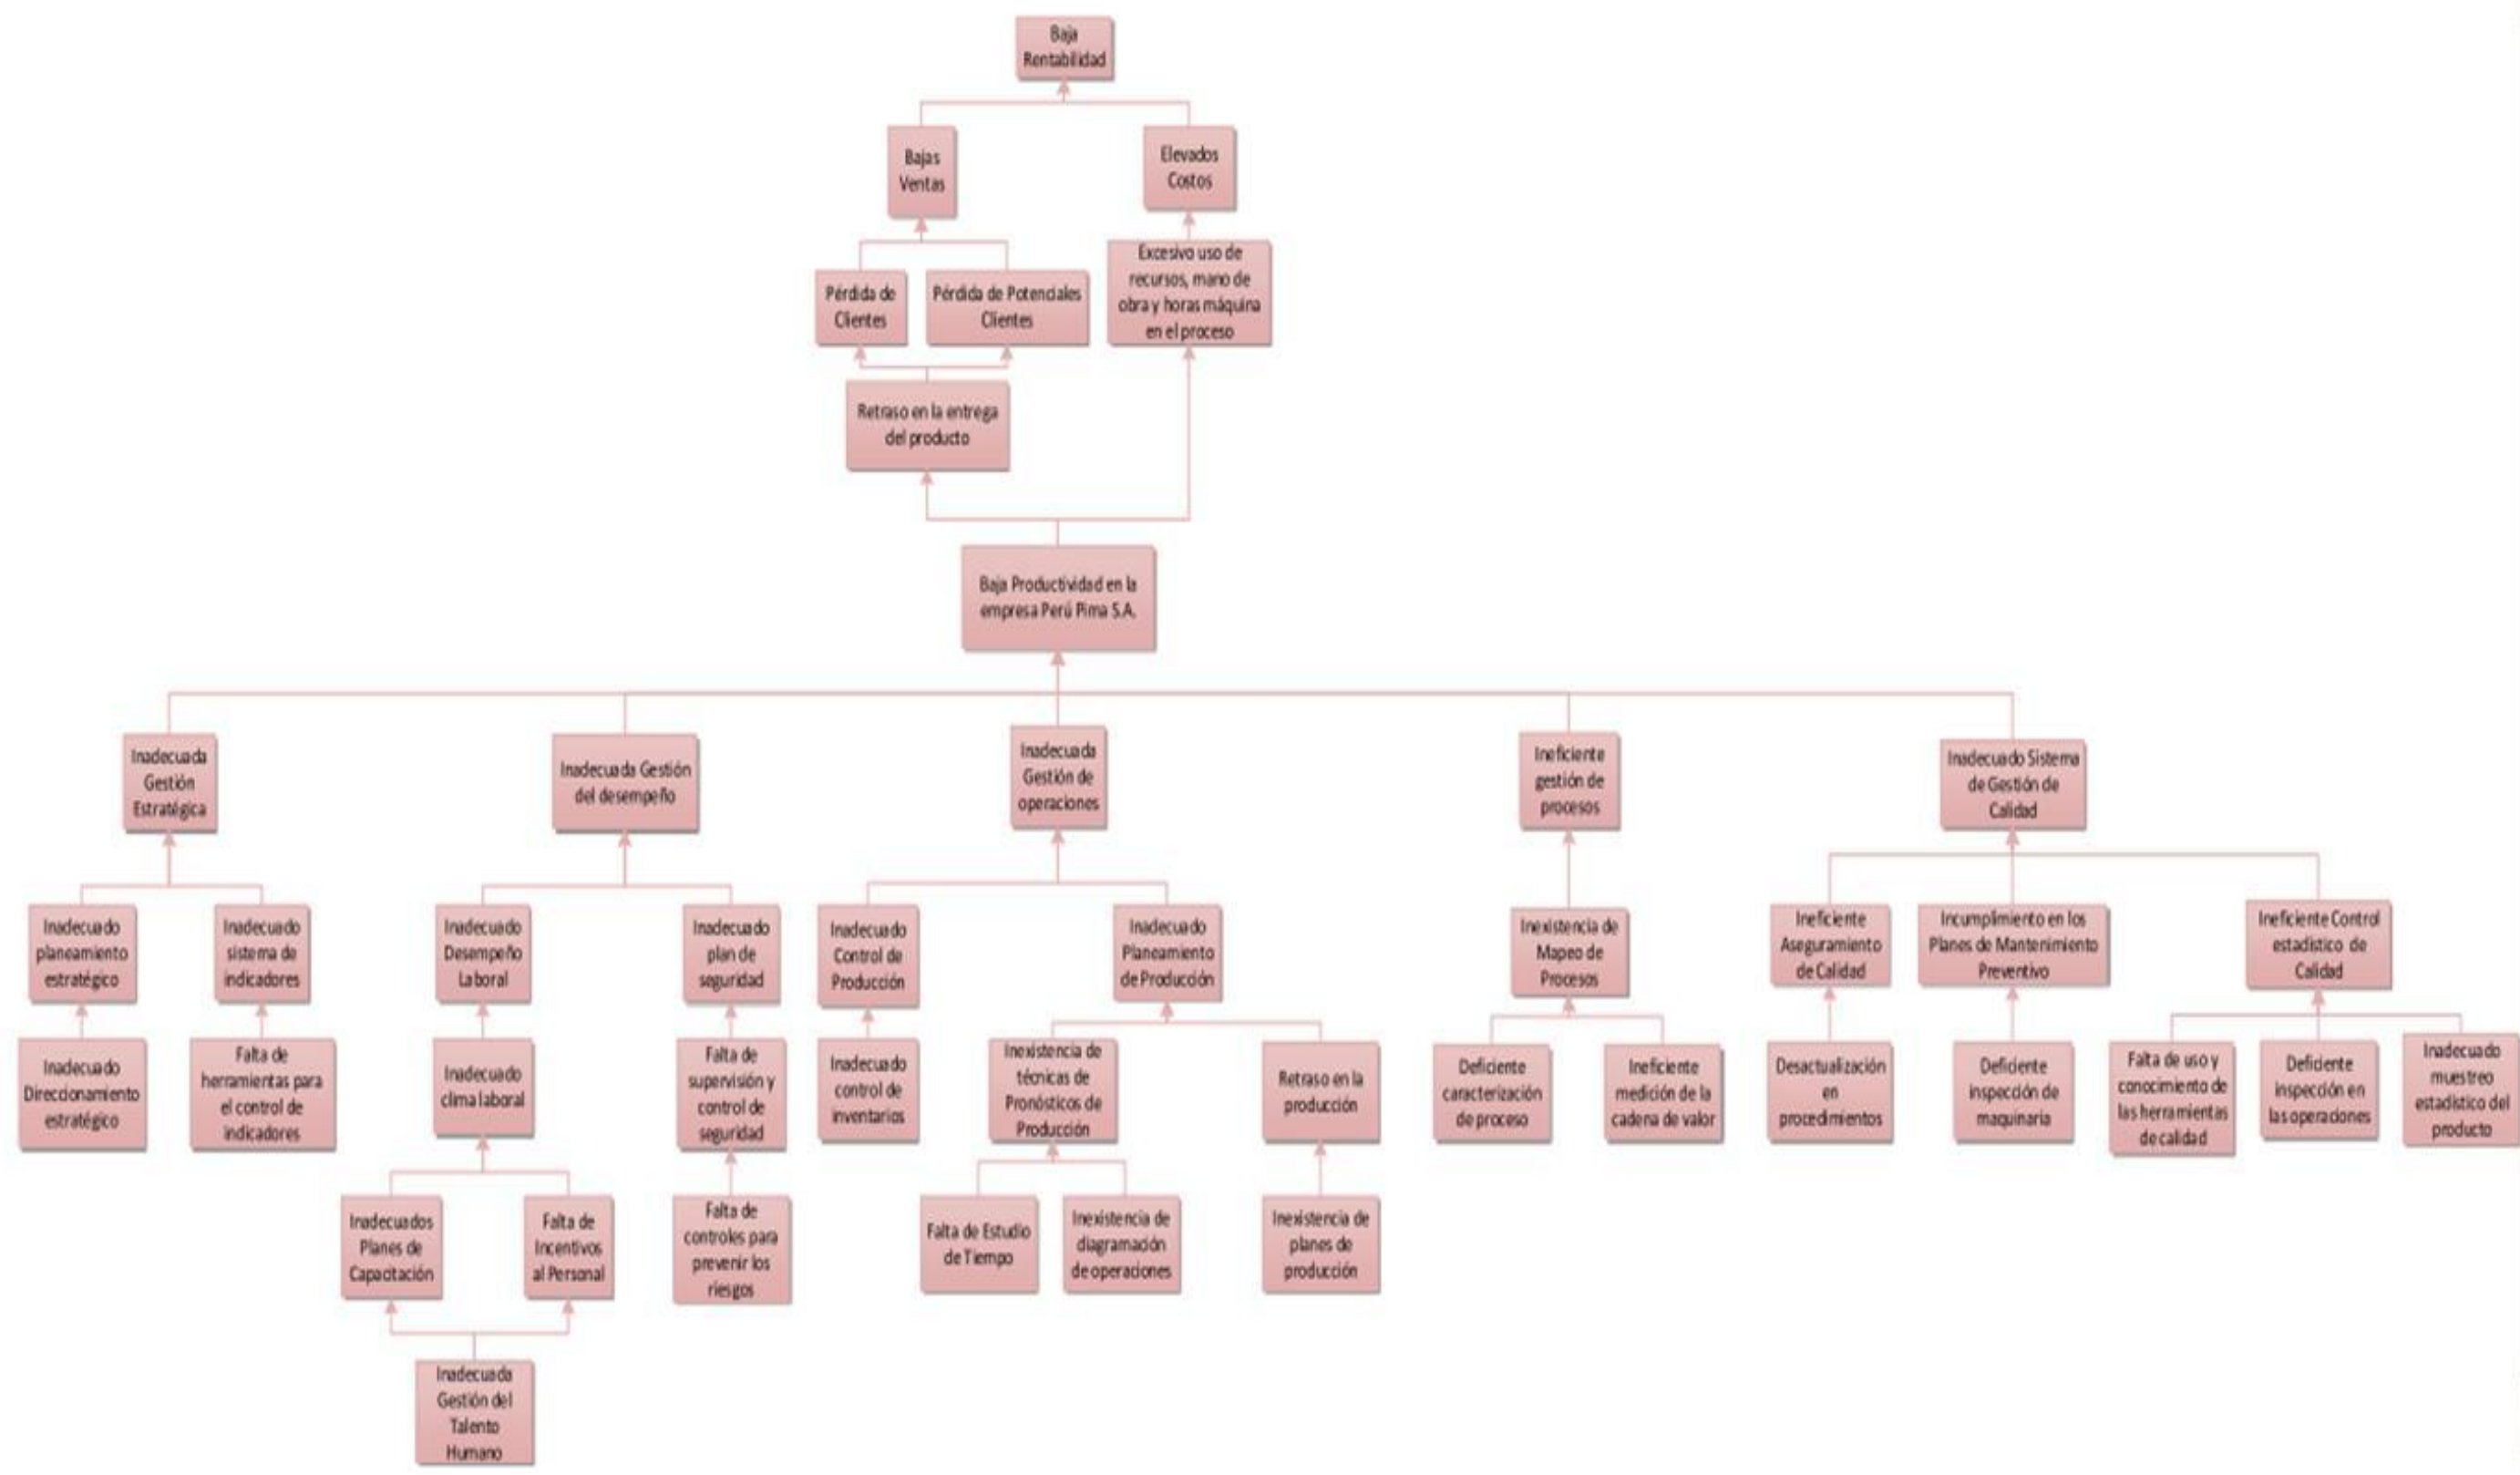 Baja
Rentabilidad
Bajas
Ventas
Elevados
Costos
Pérdida de
Clientes
Pérdida de Potenciales
Clientes
Excesivo uso de
recursos, mano de
obra y horas máquina
en el proceso
Retraso en la entrega
del producto
Baja Productividad en la
empresa Perú Pima S.A.
Inadecuada
Gestión
Estratégica
Inadecuada Gestión
del desempeño
Inadecuada
Gestión de
operaciones
Ineficiente
gestión de
procesos
Inadecuado Sistema
de Gestión de
Calidad
Inadecuado
planeamiento
estratégico
Inadecuado
sistema de
indicadores
Inadecuado
Desempeño
Laboral
Inadecuado
plan de
seguridad
Inadecuado
Control de
Producción
Inadecuado
Planeamiento
de Producción
Inexistencia de
Mapeo de
Procesos
Ineficiente
Aseguramiento
de Calidad
Incumplimiento en los
Planes de Mantenimiento
Preventivo
Ineficiente Control
estadístico de
Calidad
Inadecuado
Direccionamiento
estratégico
Falta de
herramientas para
el control de
indicadores
Inadecuado
clima laboral
Falta de
supervisión y
control de
seguridad
Inadecuado
control de
inventarios
Inexistencia de
técnicas de
Pronósticos de
Producción
Retraso en la
producción
Deficiente
caracterización
de proceso
Ineficiente
medición de la
cadena de valor
Desactualización
en
procedimientos
Deficiente
inspección de
maquinaria
Falta de uso y
conocimiento de
las herramientas
de calidad
Deficiente
inspección en
las operaciones
Inadecuado
muestreo
estadístico del
producto
Inadecuados
Planes de
Capacitación
Falta de
Incentivos
al Personal
Falta de
controles para
prevenir los
riesgos
Falta de Estudio
de Tiempo
Inexistencia de
diagramación
de operaciones
Inexistencia de
planes de
producción
Inadecuada
Gestión del
Talento
Humano